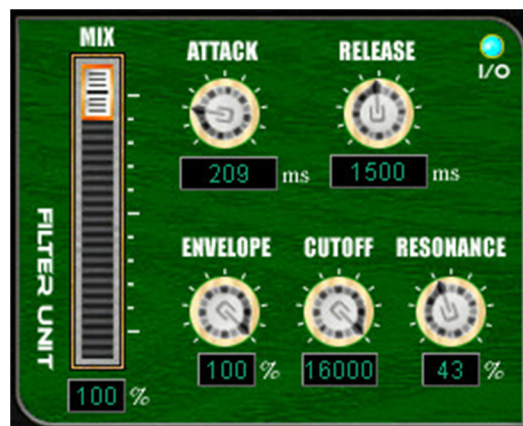 MIX
ATTACK
RELEASE
I/O
209 ms
1500 ms
FILTER UNIT
ENVELOPE
CUTOFF
RESONANCE
100 %
16000
43 %
100 %